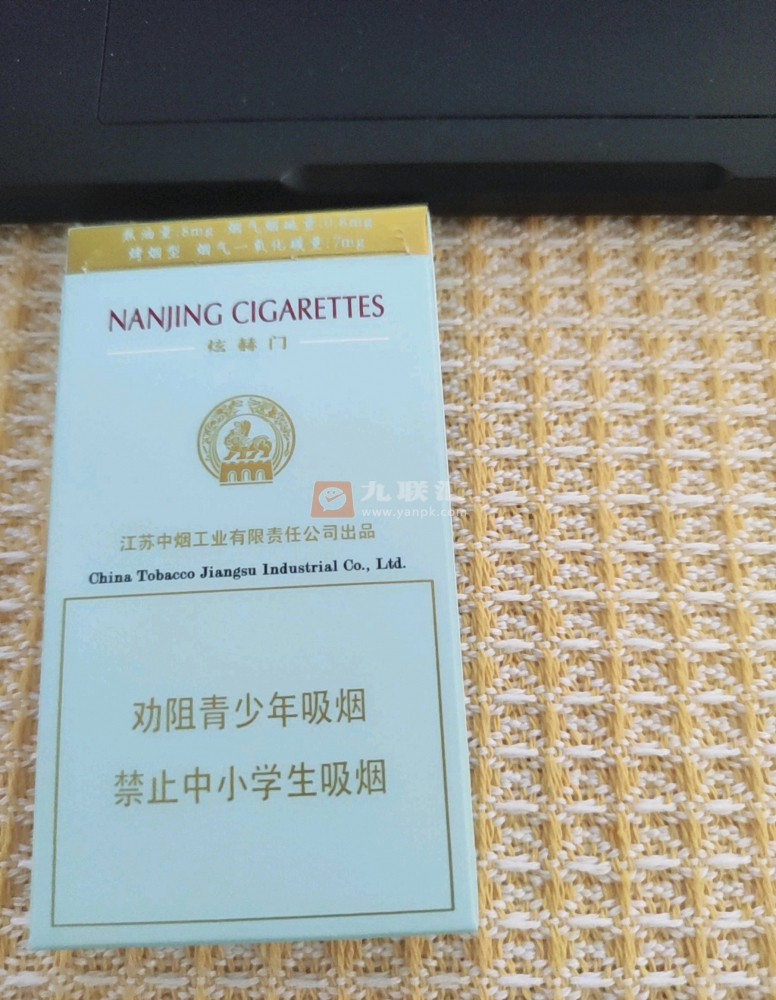 焦油量:8mg 烟气烟碱量:0.8mg
烤烟型 烟气一氧化碳量:7mg
NANJING CIGARETTES
炫赫门
九联汇
www.yanpk.com
江苏中烟工业有限责任公司出品
China Tobacco Jiangsu Industrial Co., Ltd.
劝阻青少年吸烟
禁止中小学生吸烟